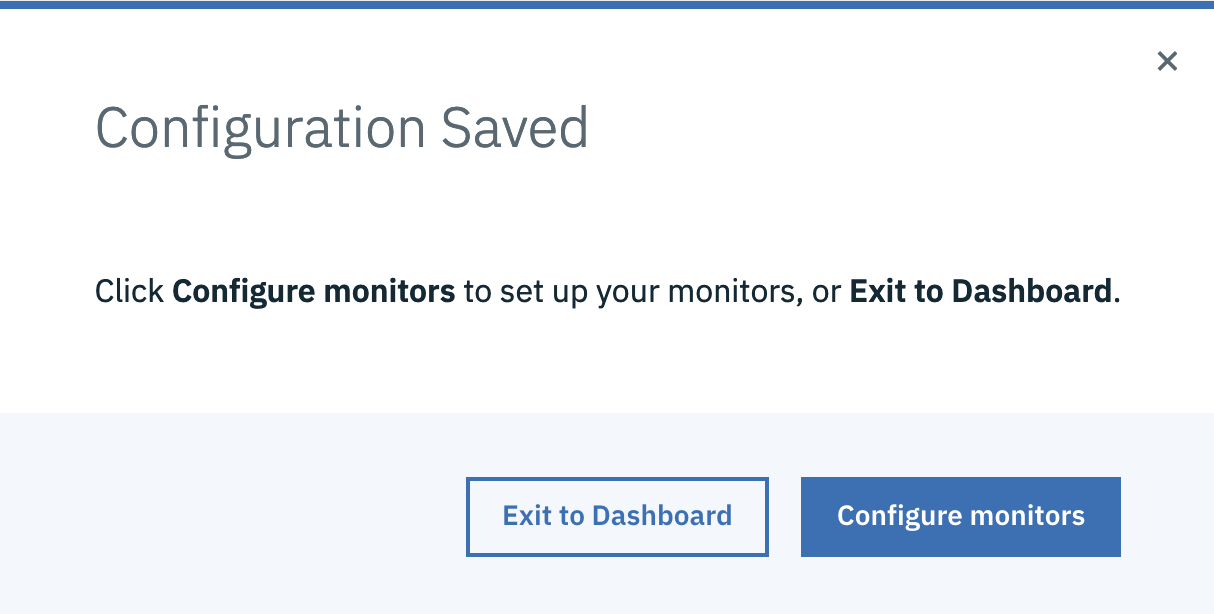 Configuration Saved
Click Configure monitors to set up your monitors, or Exit to Dashboard.
Exit to Dashboard
Configure monitors